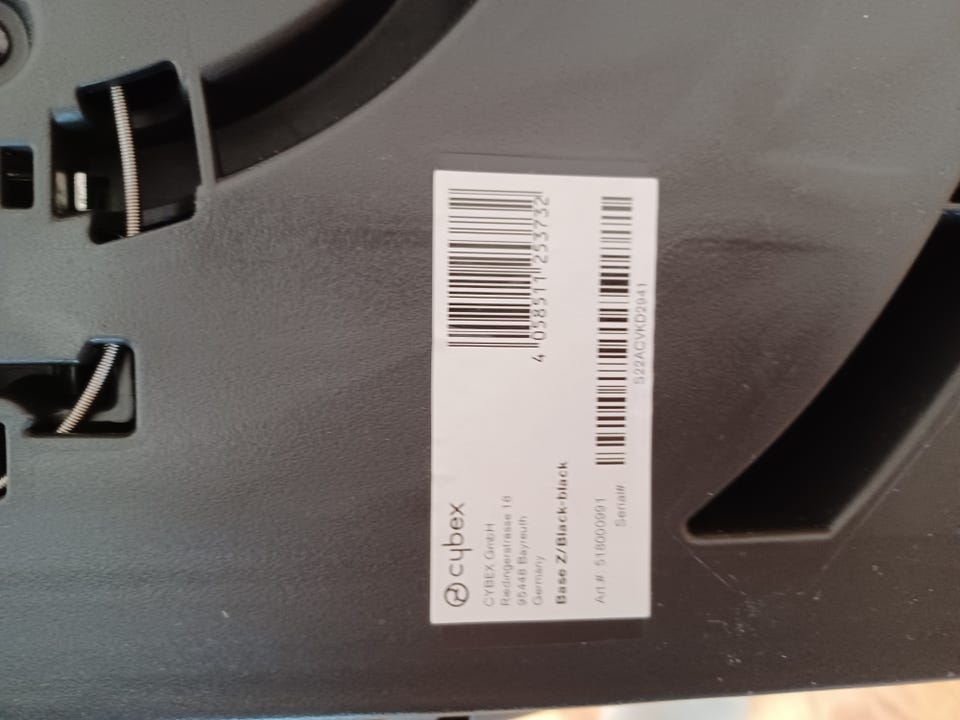 cybex
CYBEX GmbH
Riedingerstrasse 18
95448 Bayreuth
Germany
4 058511 253732
Base Z/Black-black
Art.#: 518000991
Serial#
S22ACVKD2941